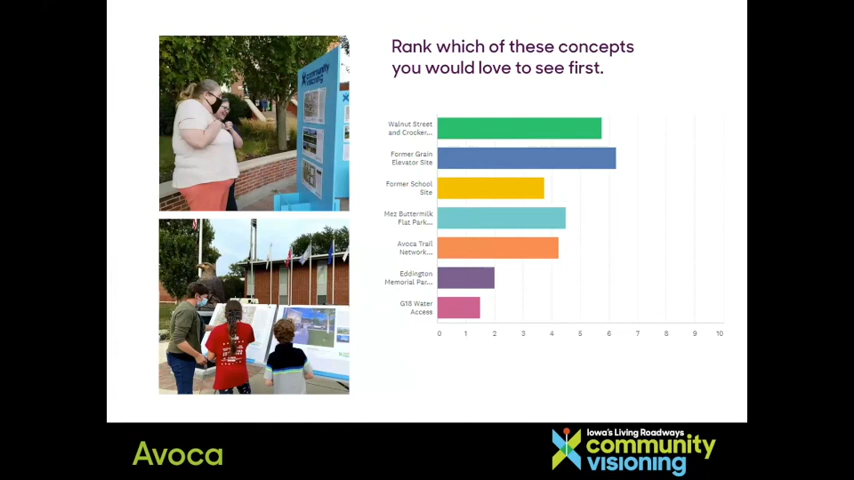 Rank which of these concepts
you would love to see first.
Walnut Street
and Crocker...
Former Grain
Elevator Site
Former School
Site
Mez Buttermilk
Flat Park...
Avoca Trail
Network...
Eddington
Memorial Par...
G18 Water
Access
0 1 2 3 4 5 6 7 8 9 10
community
visioning
Avoca
Iowa's Living Roadways
community
visioning